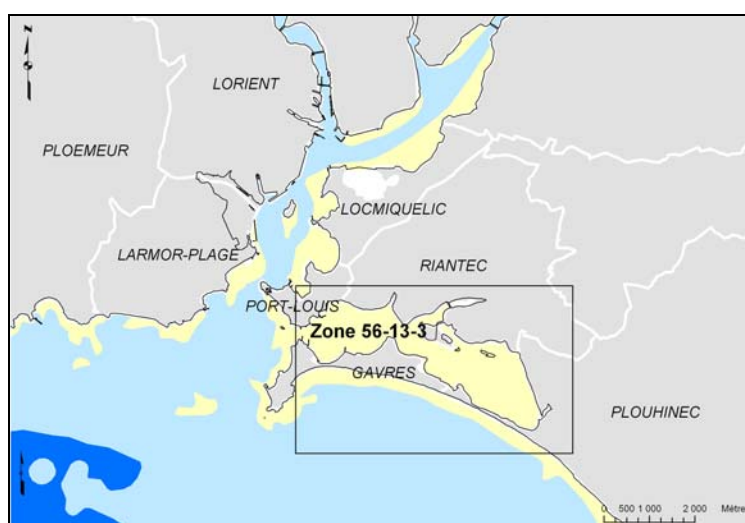 N
LORIENT
PLOEMEUR
LOCMIQUELIC
LARMOR-PLAGE
RIANTEC
PORT-LOUIS
Zone 56-13-3
GAVRES
PLOUHINEC
0 500 1 000 2 000 Mètre